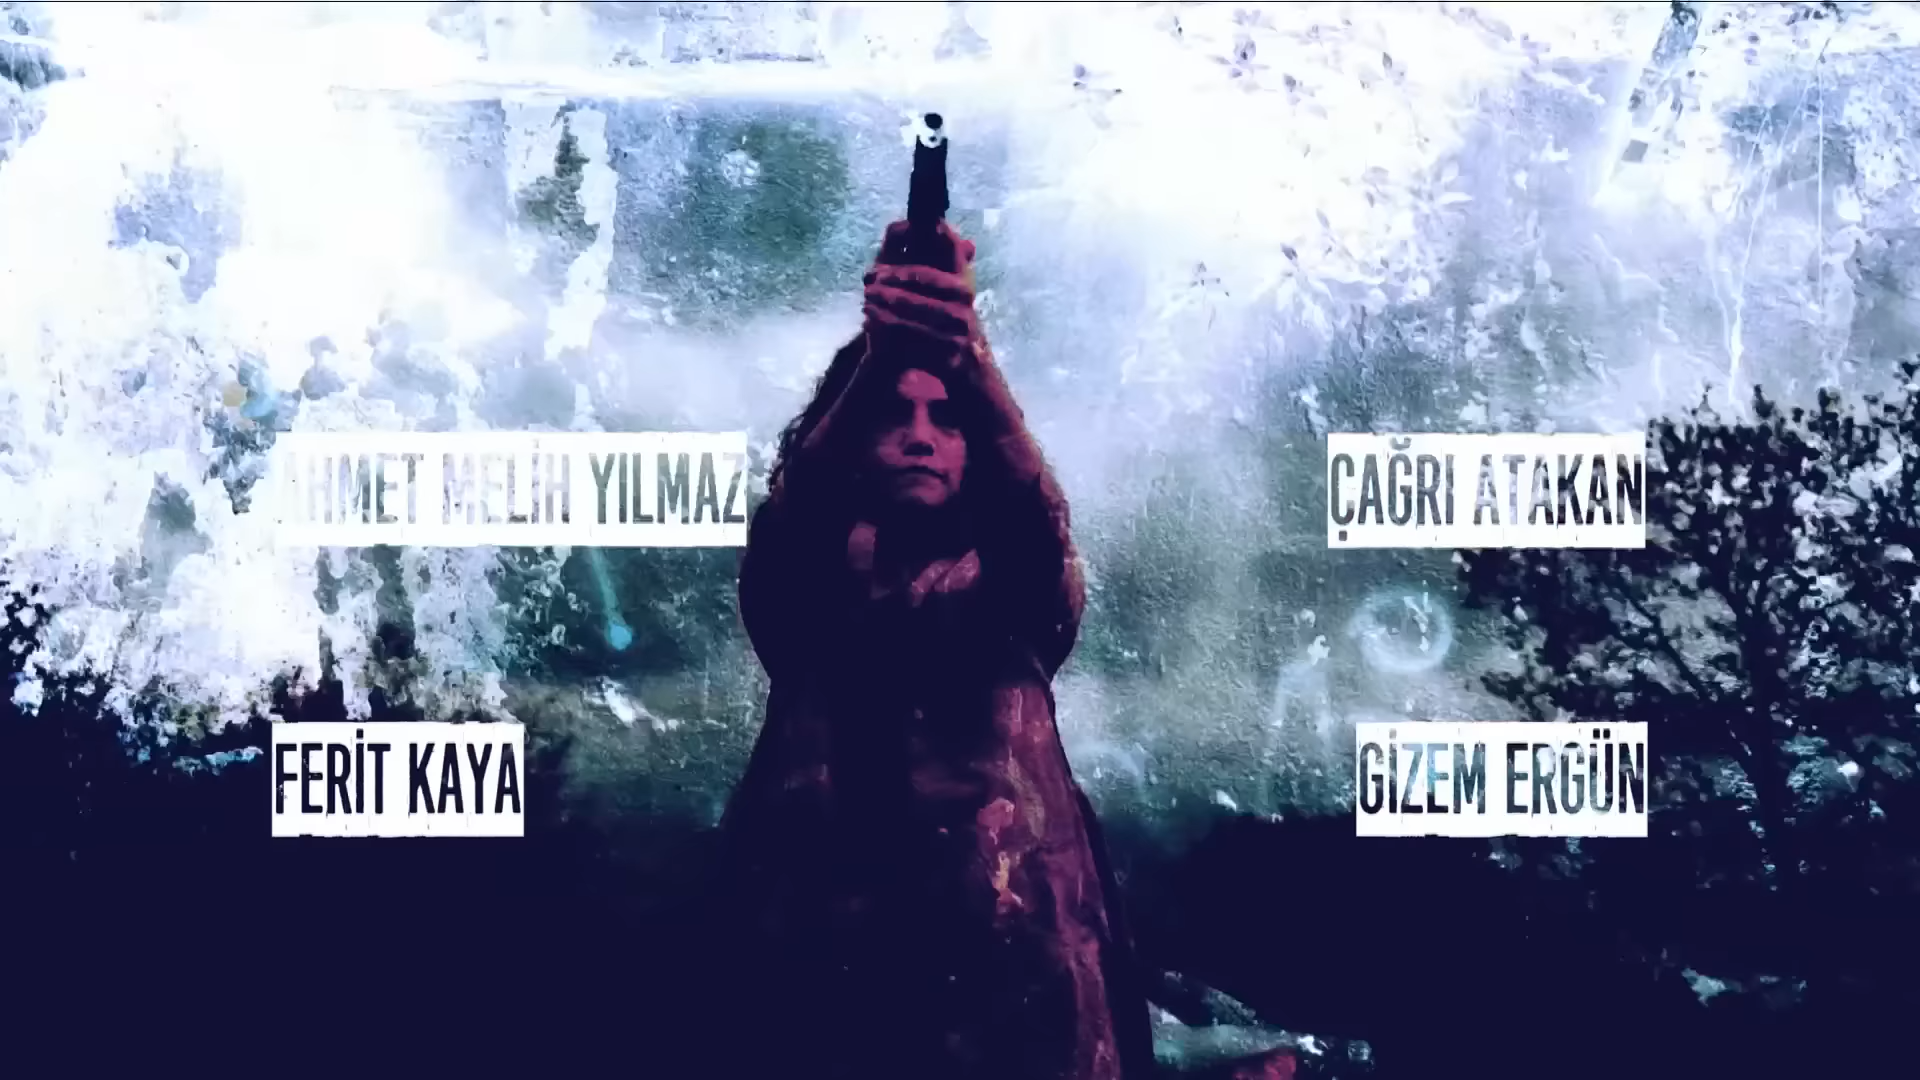 AHMET MELİH YILMAZ
ÇAĞRI ATAKAN
FERİT KAYA
GİZEM ERGÜN